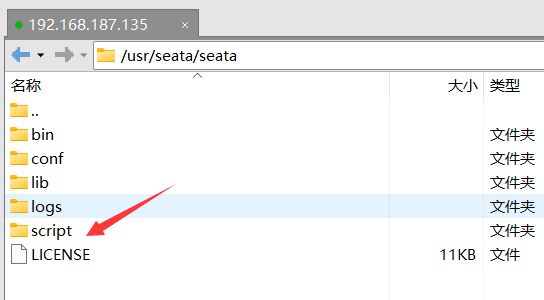 192.168.187.135
/usr/seata/seata
名称 大小 类型
..
bin 文件夹
conf 文件夹
lib 文件夹
logs 文件夹
script 文件夹
LICENSE 11KB 文件